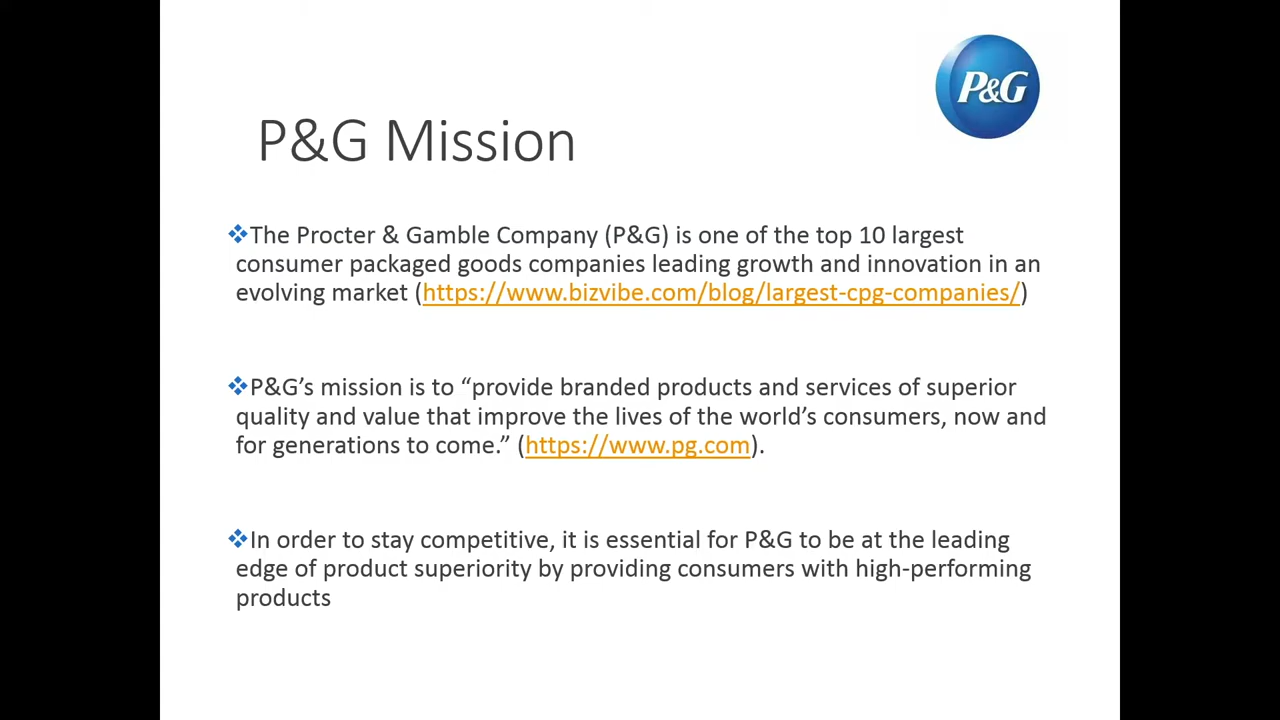 P&G
P&G Mission
❖The Procter & Gamble Company (P&G) is one of the top 10 largest
consumer packaged goods companies leading growth and innovation in an
evolving market (https://www.bizvibe.com/blog/largest-cpg-companies/)
❖P&G’s mission is to “provide branded products and services of superior
quality and value that improve the lives of the world’s consumers, now and
for generations to come.” (https://www.pg.com).
❖In order to stay competitive, it is essential for P&G to be at the leading
edge of product superiority by providing consumers with high-performing
products